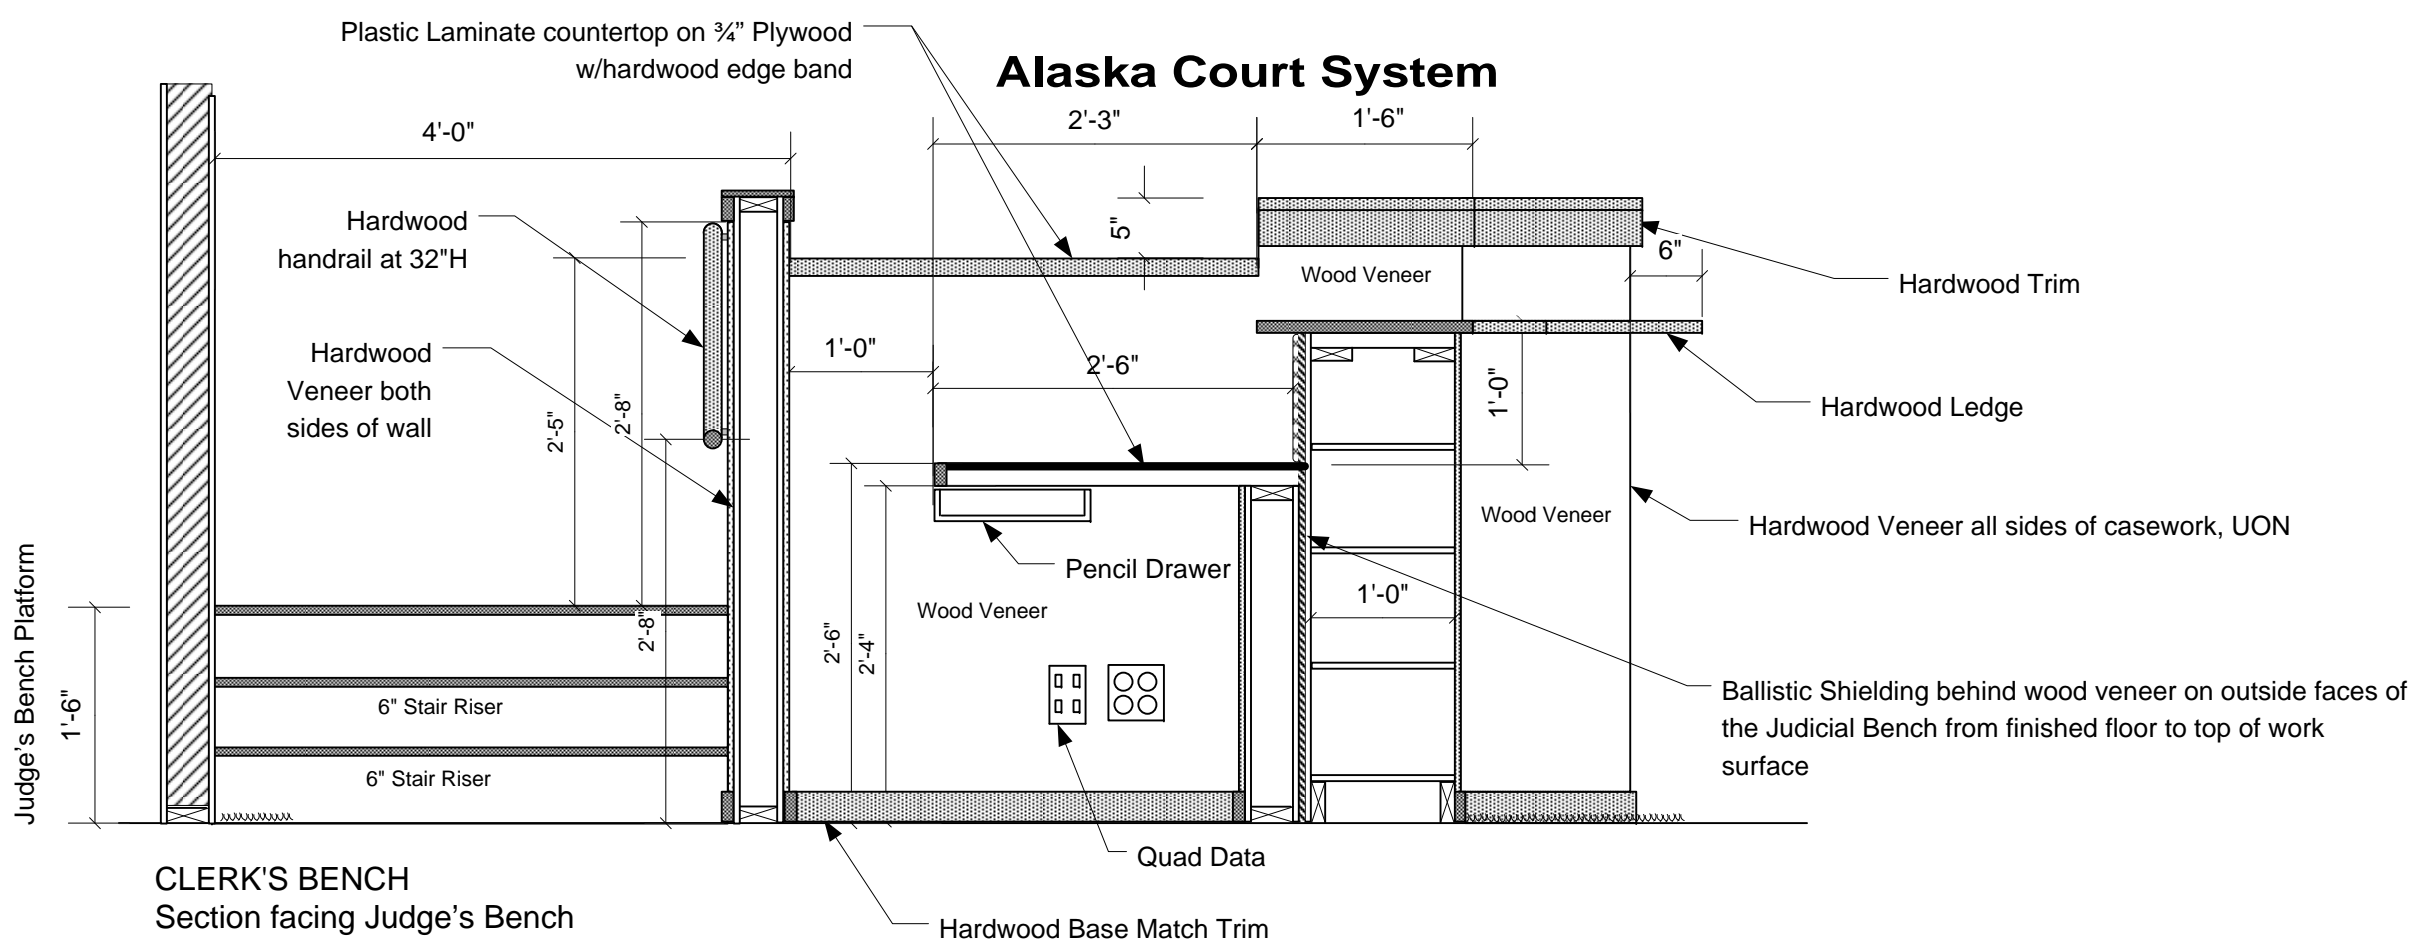 Plastic Laminate countertop on ¾” Plywood
w/hardwood edge band
Alaska Court System
4'-0"
2'-3"
1'-6"
Hardwood
handrail at 32"H
5"
6"
Wood Veneer
Hardwood Trim
Hardwood
Veneer both
sides of wall
1'-0"
2'-6"
2'-5"
2'-8"
1'-0"
Hardwood Ledge
Wood Veneer
Hardwood Veneer all sides of casework, UON
Pencil Drawer
Wood Veneer
1'-0"
2'-8"
2'-6"
2'-4"
Judge’s Bench Platform
1'-6"
6" Stair Riser
6" Stair Riser
Ballistic Shielding behind wood veneer on outside faces of
the Judicial Bench from finished floor to top of work
surface
Quad Data
CLERK'S BENCH
Section facing Judge’s Bench
Hardwood Base Match Trim